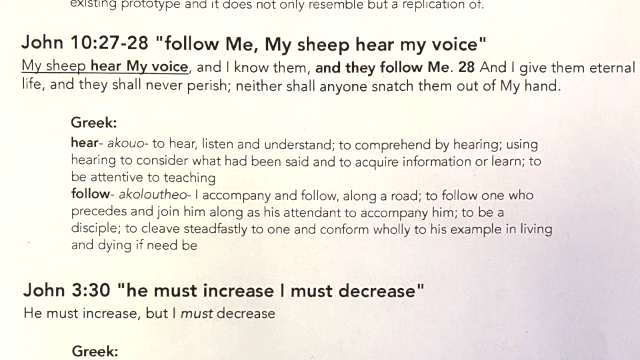 existing prototype and it does not only resemble but a replication of.
John 10:27-28 "follow Me, My sheep hear my voice"
My sheep hear My voice, and I know them, and they follow Me. 28 And I give them eternal
life, and they shall never perish; neither shall anyone snatch them out of My hand.
Greek:
hear- akouo- to hear, listen and understand; to comprehend by hearing; using
hearing to consider what had been said and to acquire information or learn; to
be attentive to teaching
follow- akoloutheo- I accompany and follow, along a road; to follow one who
precedes and join him along as his attendant to accompany him; to be a
disciple; to cleave steadfastly to one and conform wholly to his example in living
and dying if need be
John 3:30 "he must increase I must decrease"
He must increase, but I must decrease
Greek: